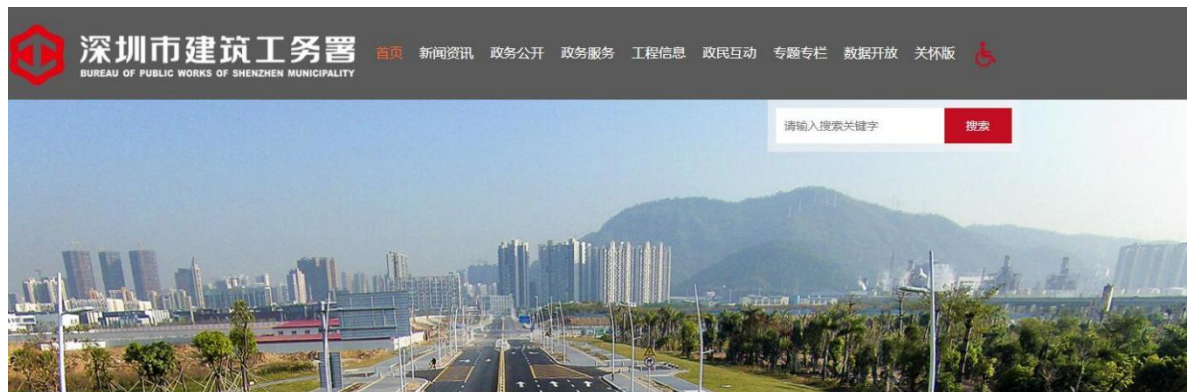 深圳市建筑工务署
BUREAU OF PUBLIC WORKS OF SHENZHEN MUNICIPALITY
首页 新闻资讯 政务公开 政务服务 工程信息 政民互动 专题专栏 数据开放 关怀版
请输入搜索关键字 搜索